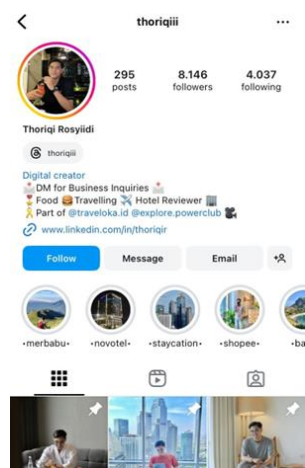 thoriqiii
295
8.146
4.037
posts
followers
following
Thoriqi Rosyiidi
thoriqiii
Digital creator
DM for Business Inquiries
Food Travelling Hotel Reviewer
Part of @traveloka.id @explore.powerclub
www.linkedin.com/in/thoriqir
Follow
Message
Email
•merbabu•
•novotel•
•staycation•
•shopee•
•ba